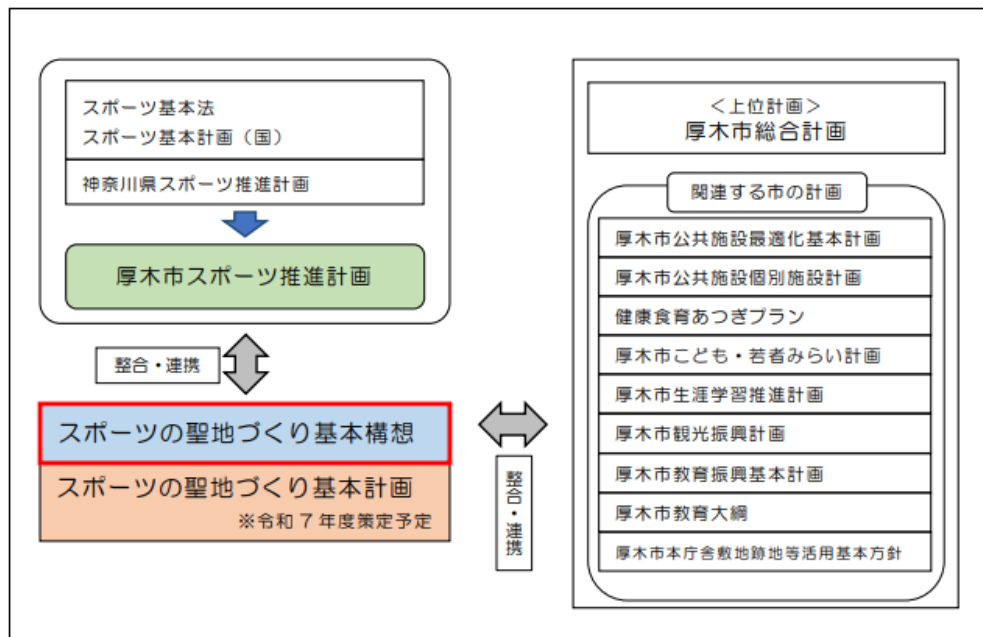 スポーツ基本法
スポーツ基本計画（国）
神奈川県スポーツ推進計画
厚木市スポーツ推進計画
整合・連携
スポーツの聖地づくり基本構想
スポーツの聖地づくり基本計画
※令和７年度策定予定
整合・連携
＜上位計画＞
厚木市総合計画
関連する市の計画
厚木市公共施設最適化基本計画
厚木市公共施設個別施設計画
健康食育あつぎプラン
厚木市こども・若者みらい計画
厚木市生涯学習推進計画
厚木市観光振興計画
厚木市教育振興基本計画
厚木市教育大綱
厚木市本庁舎敷地跡地等活用基本方針